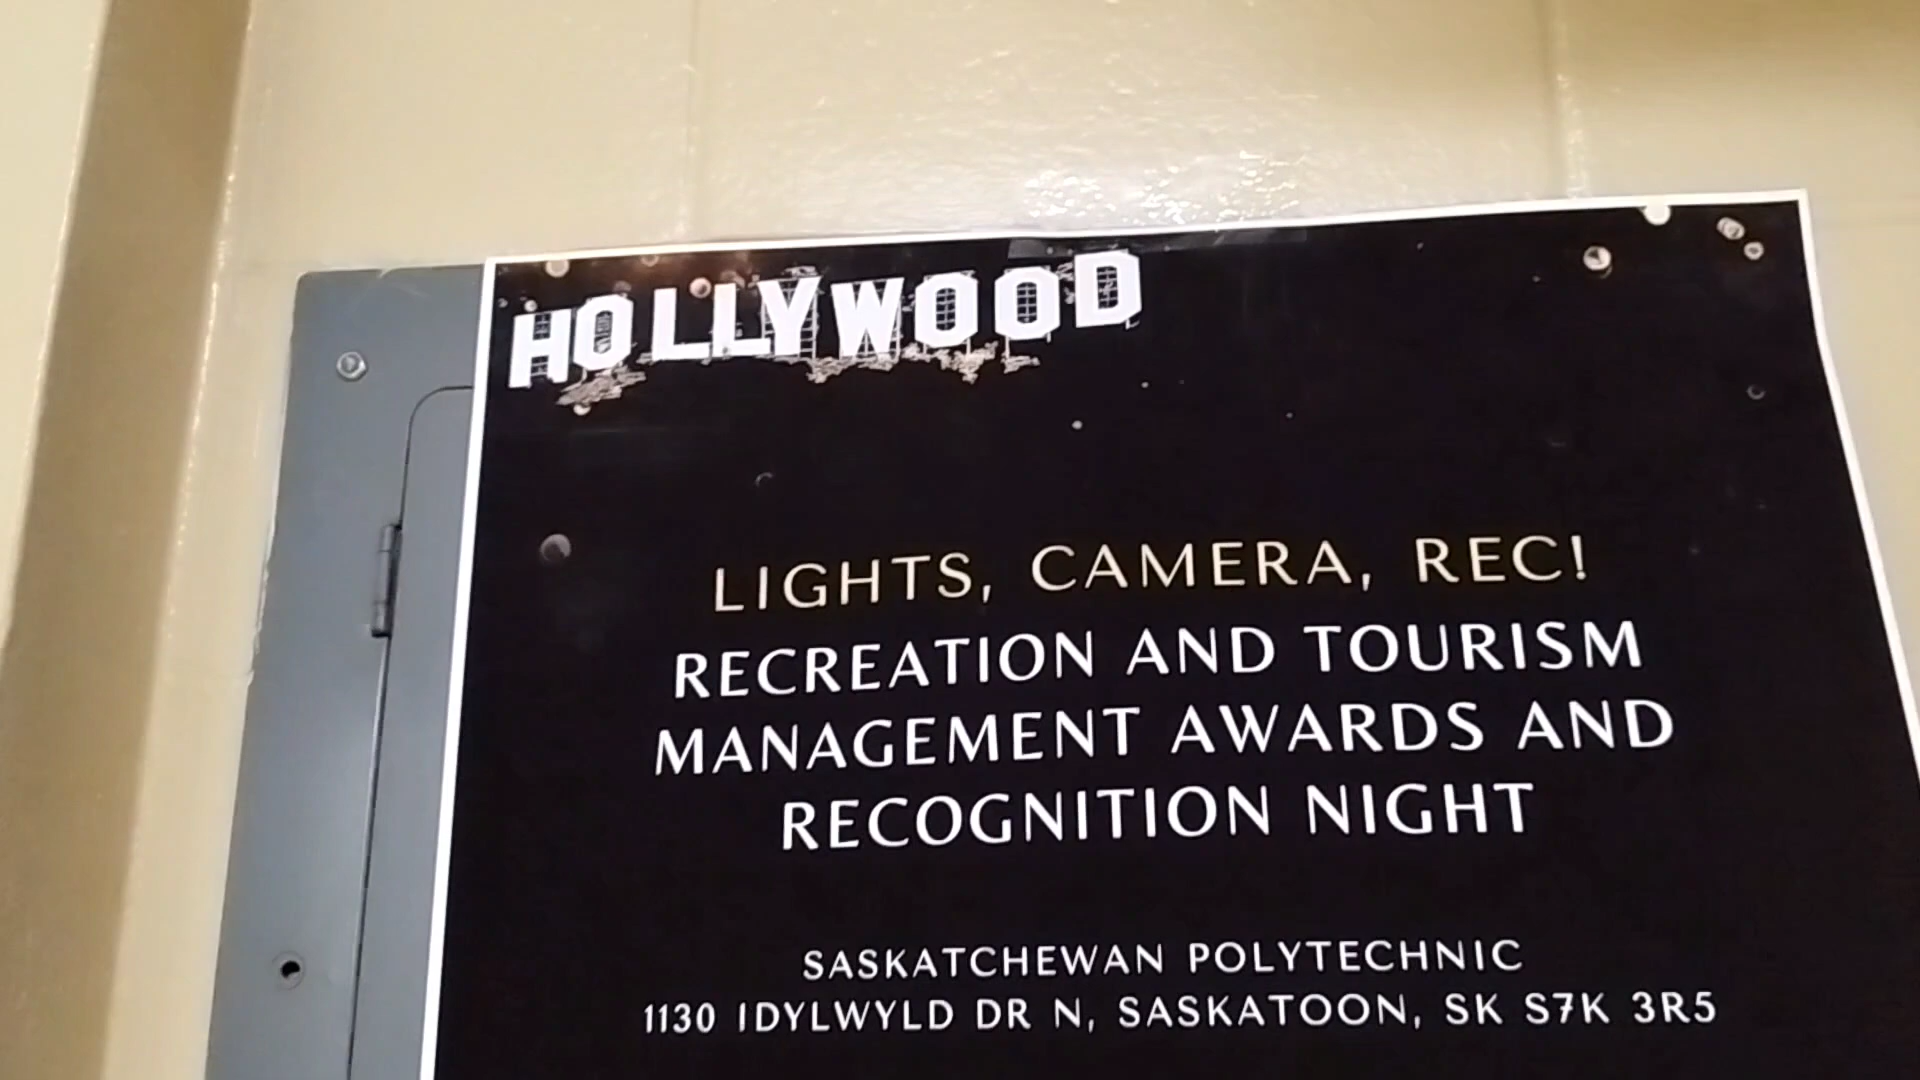 HOLLYWOOD
LIGHTS, CAMERA, REC!
RECREATION AND TOURISM
MANAGEMENT AWARDS AND
RECOGNITION NIGHT
SASKATCHEWAN POLYTECHNIC
1130 IDYLWYLD DR N, SASKATOON, SK S7K 3R5